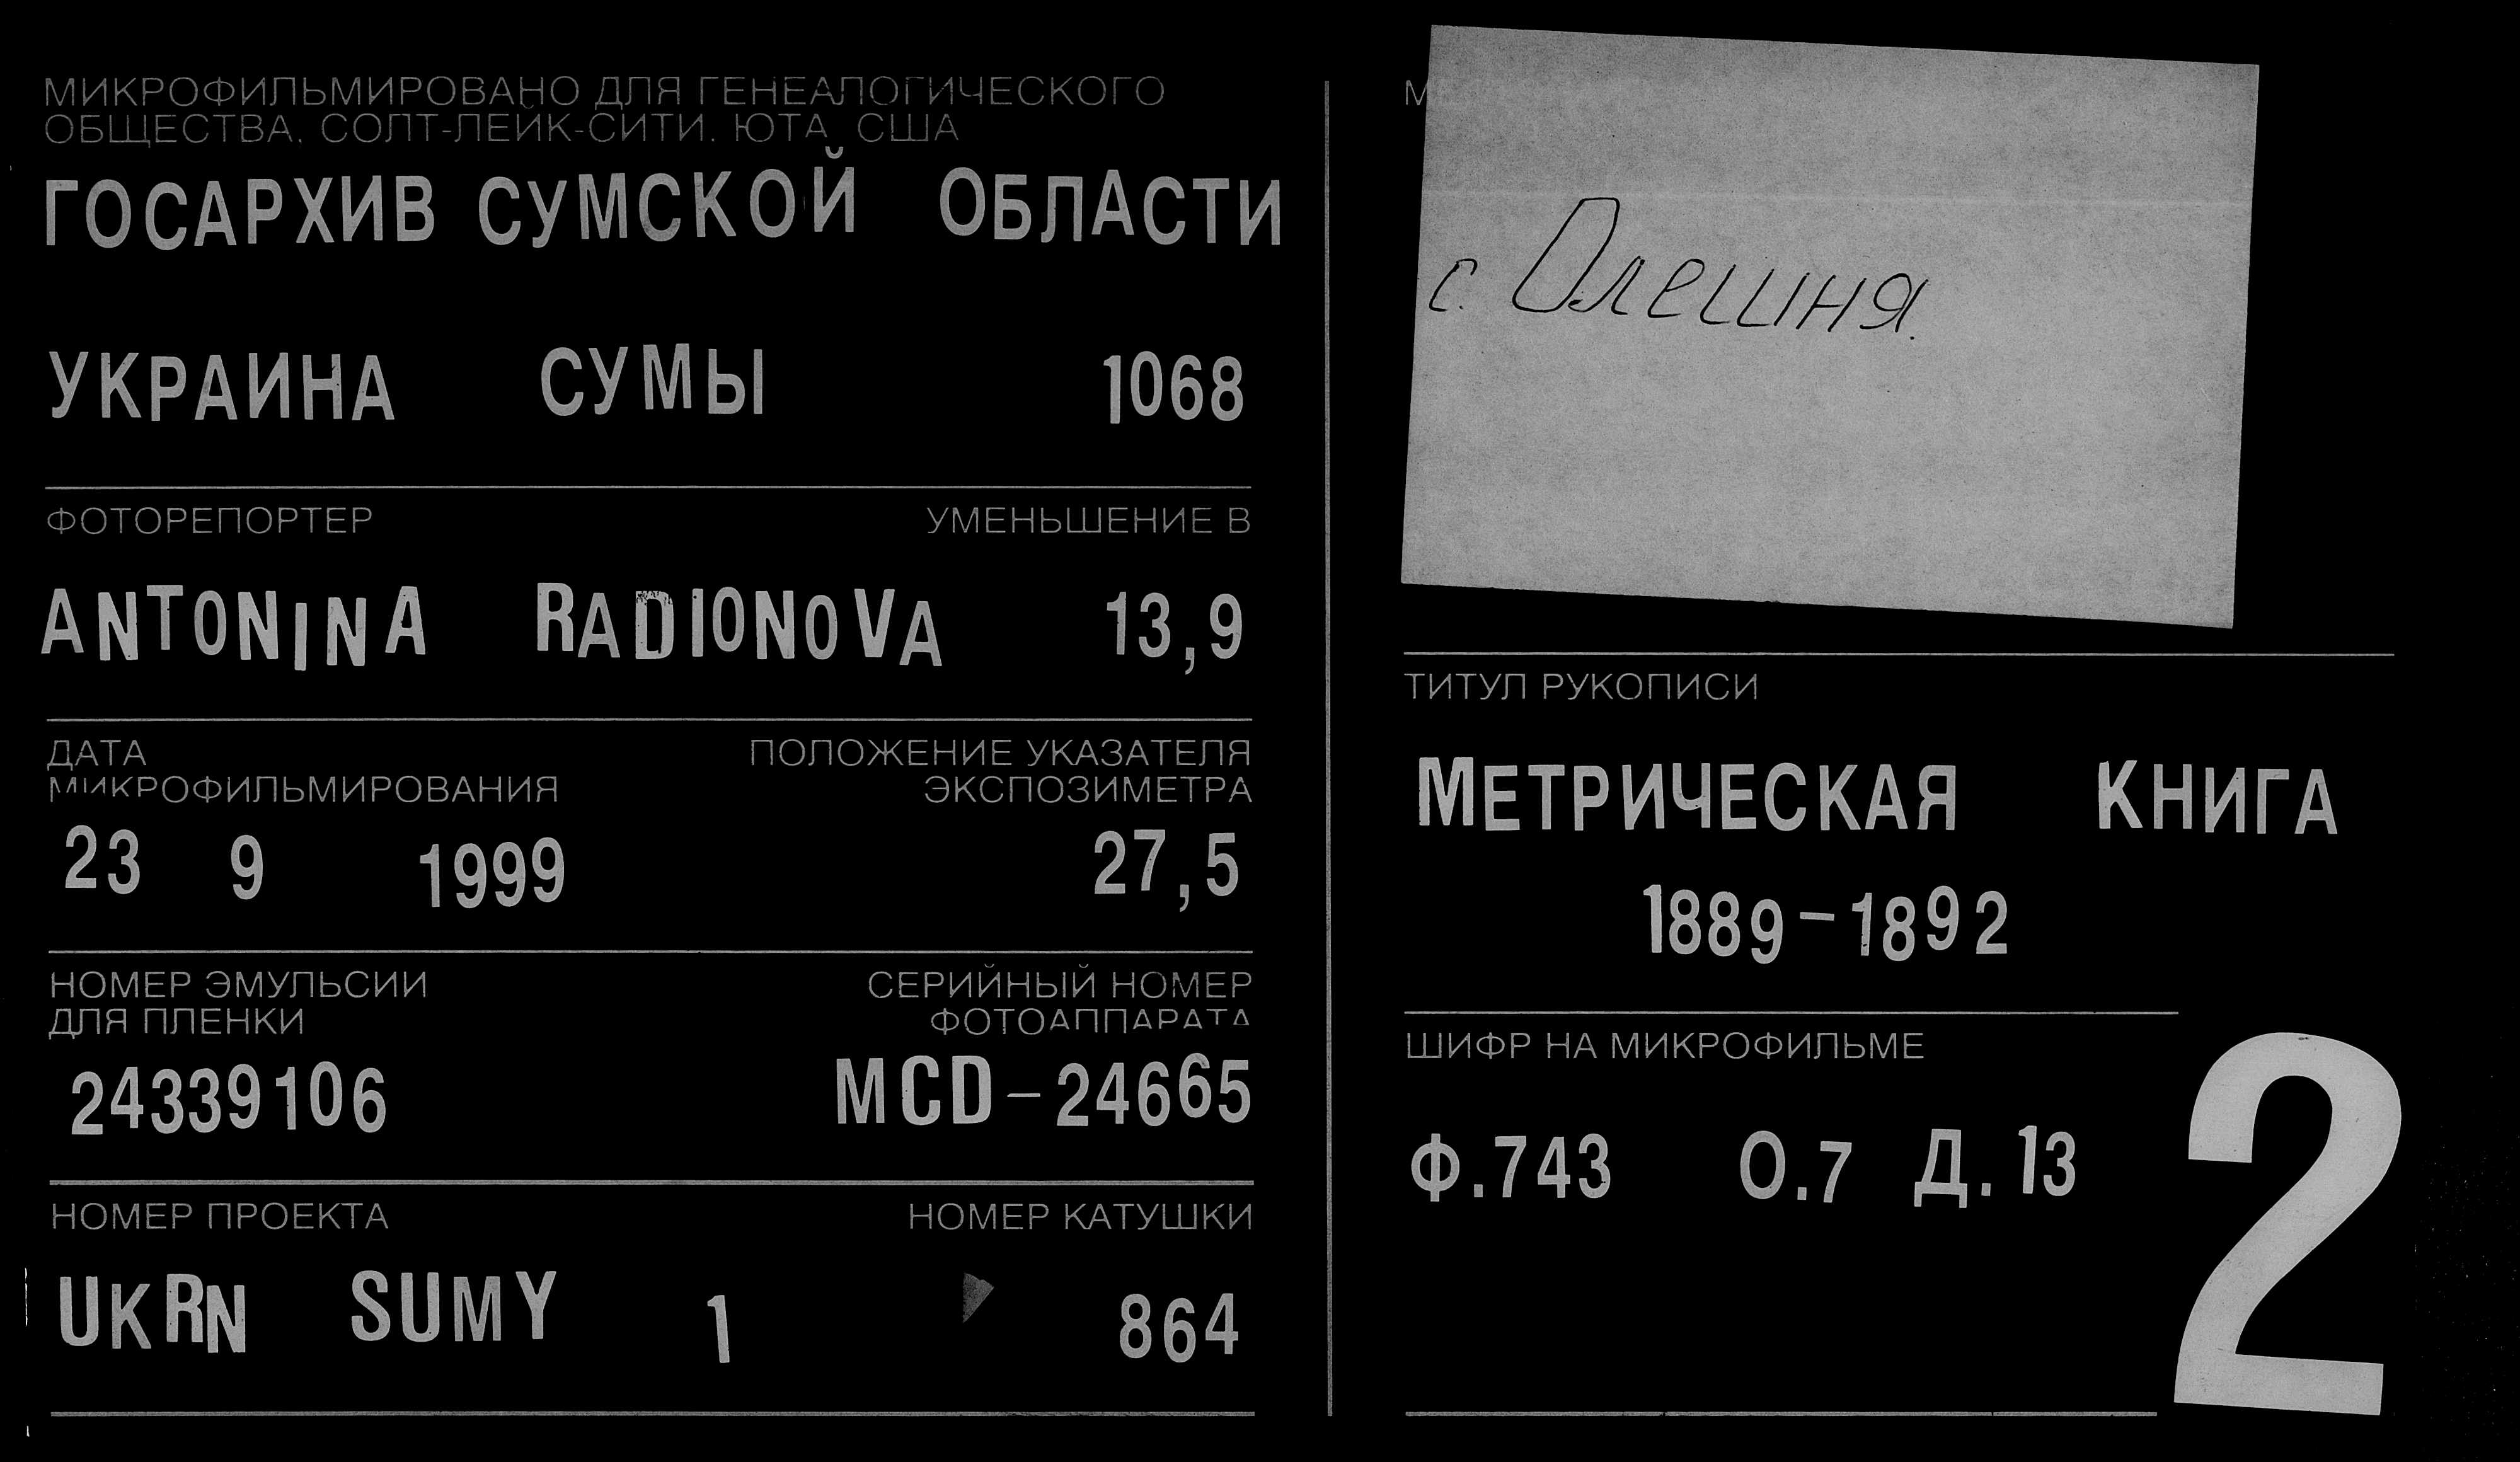 МИКРОФИЛЬМИРОВАНО ДЛЯ ГЕНЕАЛОГИЧЕСКОГО
ОБЩЕСТВА, СОЛТ-ЛЕЙК-СИТИ, ЮТА, США
ГОСАРХИВ СУМСКОЙ ОБЛАСТИ
УКРАИНА СУМЫ 1068
ФОТОРЕПОРТЕР УМЕНЬШЕНИЕ В
ANTONINA RADIONOVA 13,9
ДАТА ПОЛОЖЕНИЕ УКАЗАТЕЛЯ
МИКРОФИЛЬМИРОВАНИЯ ЭКСПОЗИМЕТРА
23 9 1999 27,5
НОМЕР ЭМУЛЬСИИ СЕРИЙНЫЙ НОМЕР
ДЛЯ ПЛЕНКИ ФОТОАППАРАТА
24339106 MCD-24665
НОМЕР ПРОЕКТА НОМЕР КАТУШКИ
UKRN SUMY 1 864
с. Олешня.
ТИТУЛ РУКОПИСИ
МЕТРИЧЕСКАЯ КНИГА
1889-1892
ШИФР НА МИКРОФИЛЬМЕ
Ф.743 О.7 Д.13
2